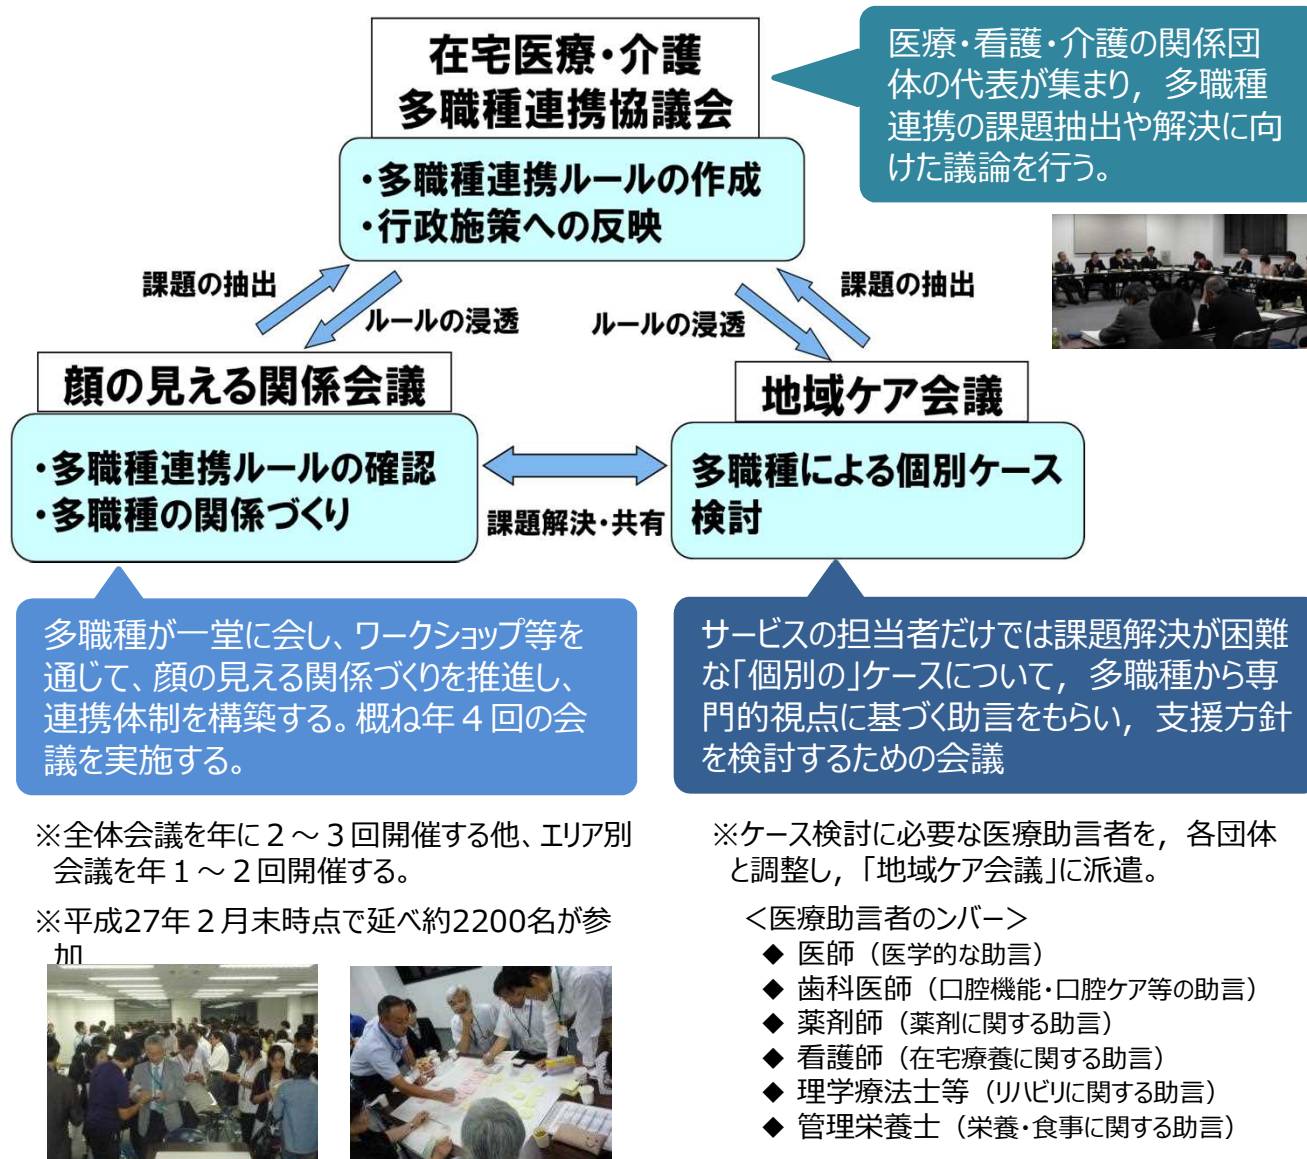 在宅医療・介護
多職種連携協議会
・多職種連携ルールの作成
・行政施策への反映
医療・看護・介護の関係団
体の代表が集まり，多職種
連携の課題抽出や解決に向
けた議論を行う。
課題の抽出
ルールの浸透
ルールの浸透
課題の抽出
顔の見える関係会議
・多職種連携ルールの確認
・多職種の関係づくり
課題解決・共有
地域ケア会議
多職種による個別ケース
検討
多職種が一堂に会し、ワークショップ等を
通じて、顔の見える関係づくりを推進し、
連携体制を構築する。概ね年４回の会
議を実施する。
サービスの担当者だけでは課題解決が困難
な「個別の」ケースについて，多職種から専
門的視点に基づく助言をもらい，支援方針
を検討するための会議
※全体会議を年に２～３回開催する他、エリア別
会議を年１～２回開催する。
※平成27年２月末時点で延べ約2200名が参
加
※ケース検討に必要な医療助言者を，各団体
と調整し，「地域ケア会議」に派遣。
＜医療助言者のンバー＞
◆ 医師（医学的な助言）
◆ 歯科医師（口腔機能・口腔ケア等の助言）
◆ 薬剤師（薬剤に関する助言）
◆ 看護師（在宅療養に関する助言）
◆ 理学療法士等（リハビリに関する助言）
◆ 管理栄養士（栄養・食事に関する助言）